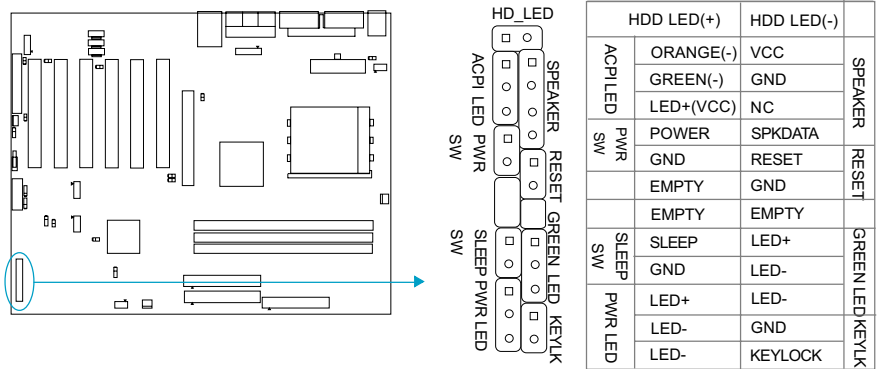 HD_LED
ACPI LED
SPEAKER
PWR
SW
RESET
GREEN LED
SLEEP
SW
PWR LED
KEYLK
HDD LED(+) HDD LED(-)
ACPI LED
ORANGE(-) VCC
GREEN(-) GND
LED+(VCC) NC
SPEAKER
PWR
SW
POWER SPKDATA
GND RESET
RESET
EMPTY GND
EMPTY EMPTY
SLEEP
SW
SLEEP LED+
GND LED-
GREEN LED
PWR LED
LED+ LED-
LED- GND
LED- KEYLOCK
KEYLK